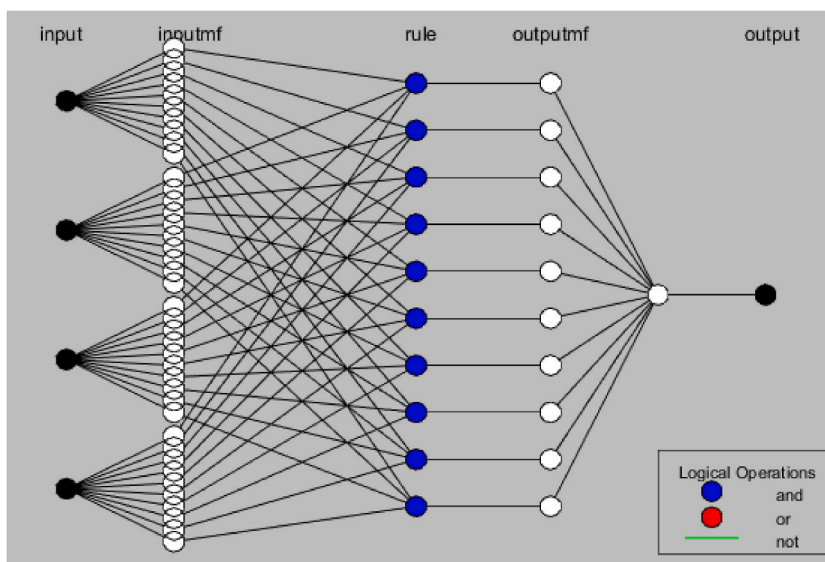 input inputmf rule outputmf output
Logical Operations
and
or
not